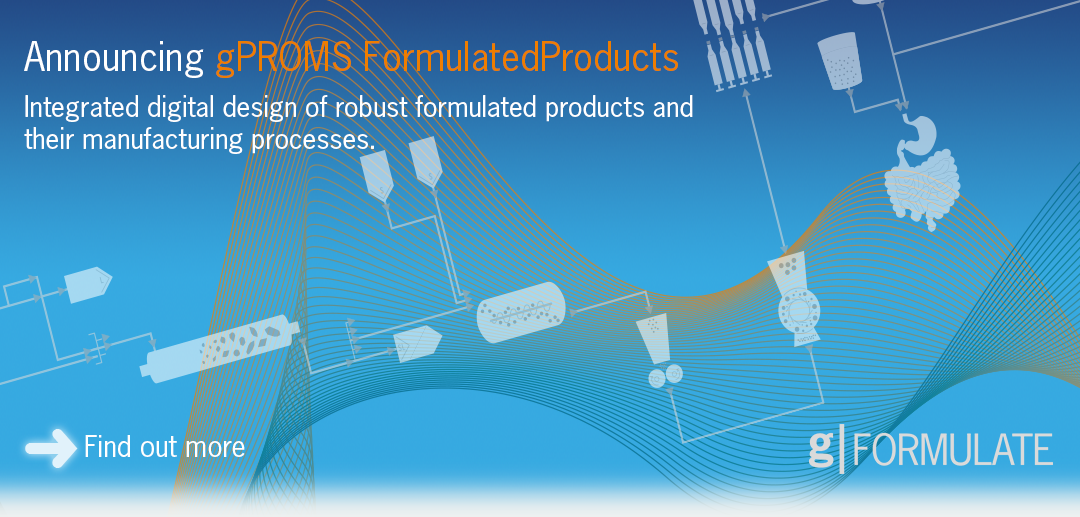 Announcing gPROMS FormulatedProducts
Integrated digital design of robust formulated products and
their manufacturing processes.
Find out more
g|FORMULATE